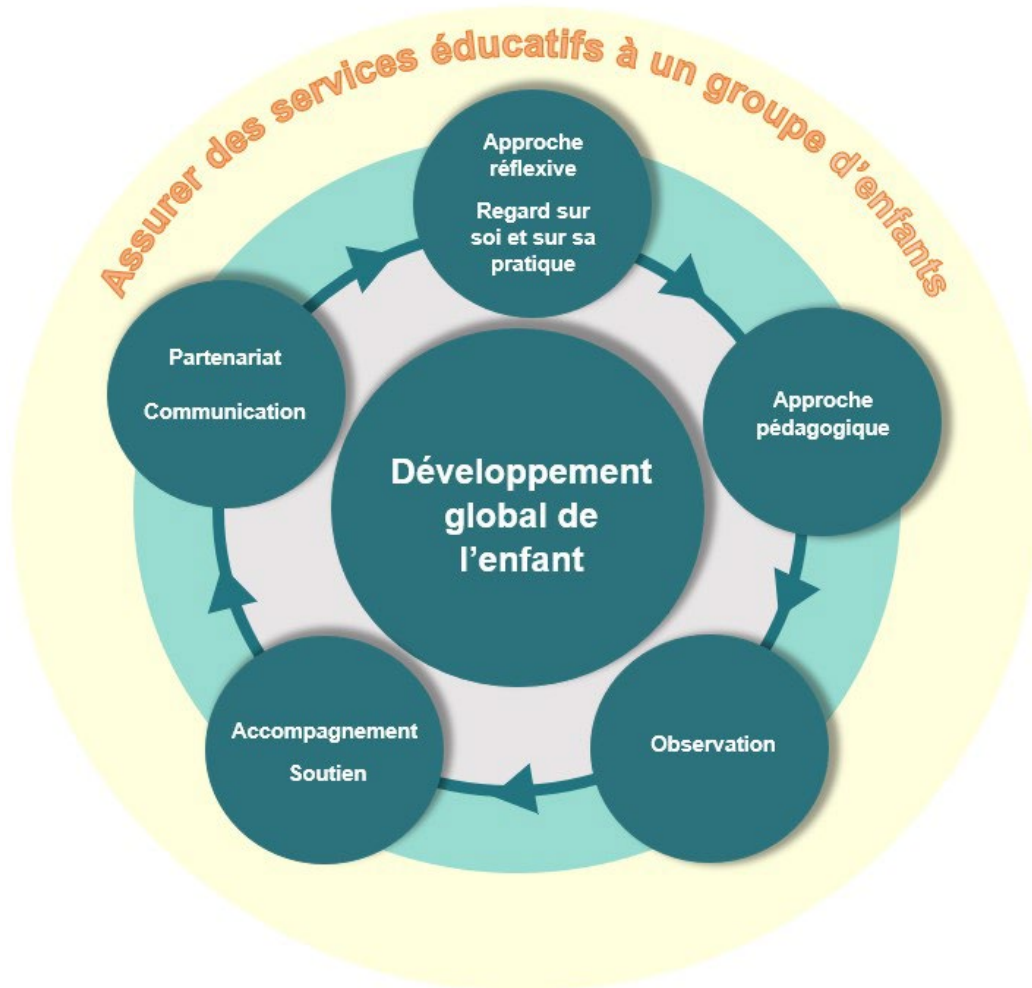 Assurer des services éducatifs à un groupe d'enfants
Approche
réflexive
Regard sur
soi et sur sa
pratique
Approche
pédagogique
Observation
Accompagnement
Soutien
Partenariat
Communication
Développement
global de
l'enfant